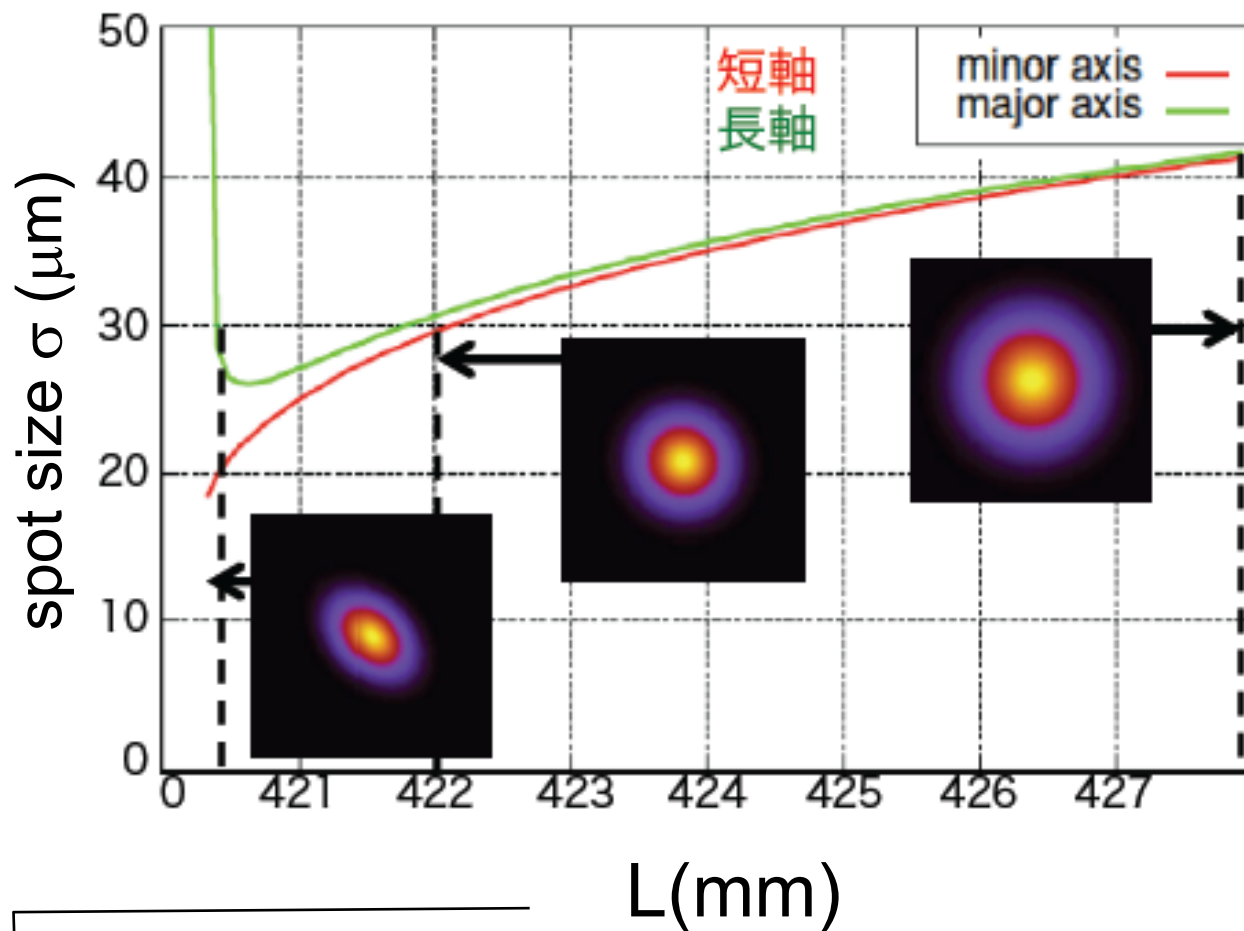 50
40
30
20
10
0
spot size σ (μm)
短軸
長軸
minor axis
major axis
0 421 422 423 424 425 426 427
L(mm)